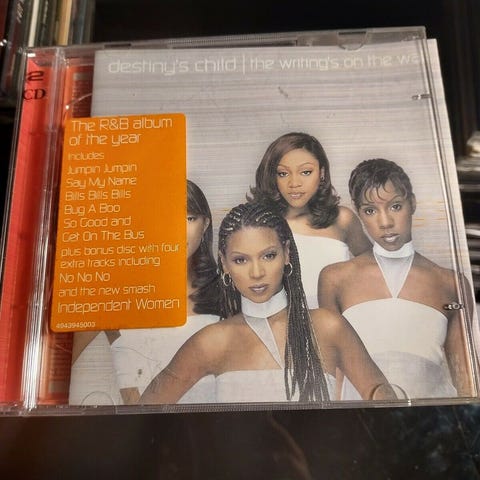 2
CD
destiny's child | the writing's on the wa
The R&B album
of the year
Includes
Jumpin Jumpin
Say My Name
Bills Bills Bills
Bug A Boo
So Good and
Get On The Bus
plus bonus disc with four
extra tracks including
No No No
and the new smash
Independent Women
4943945003